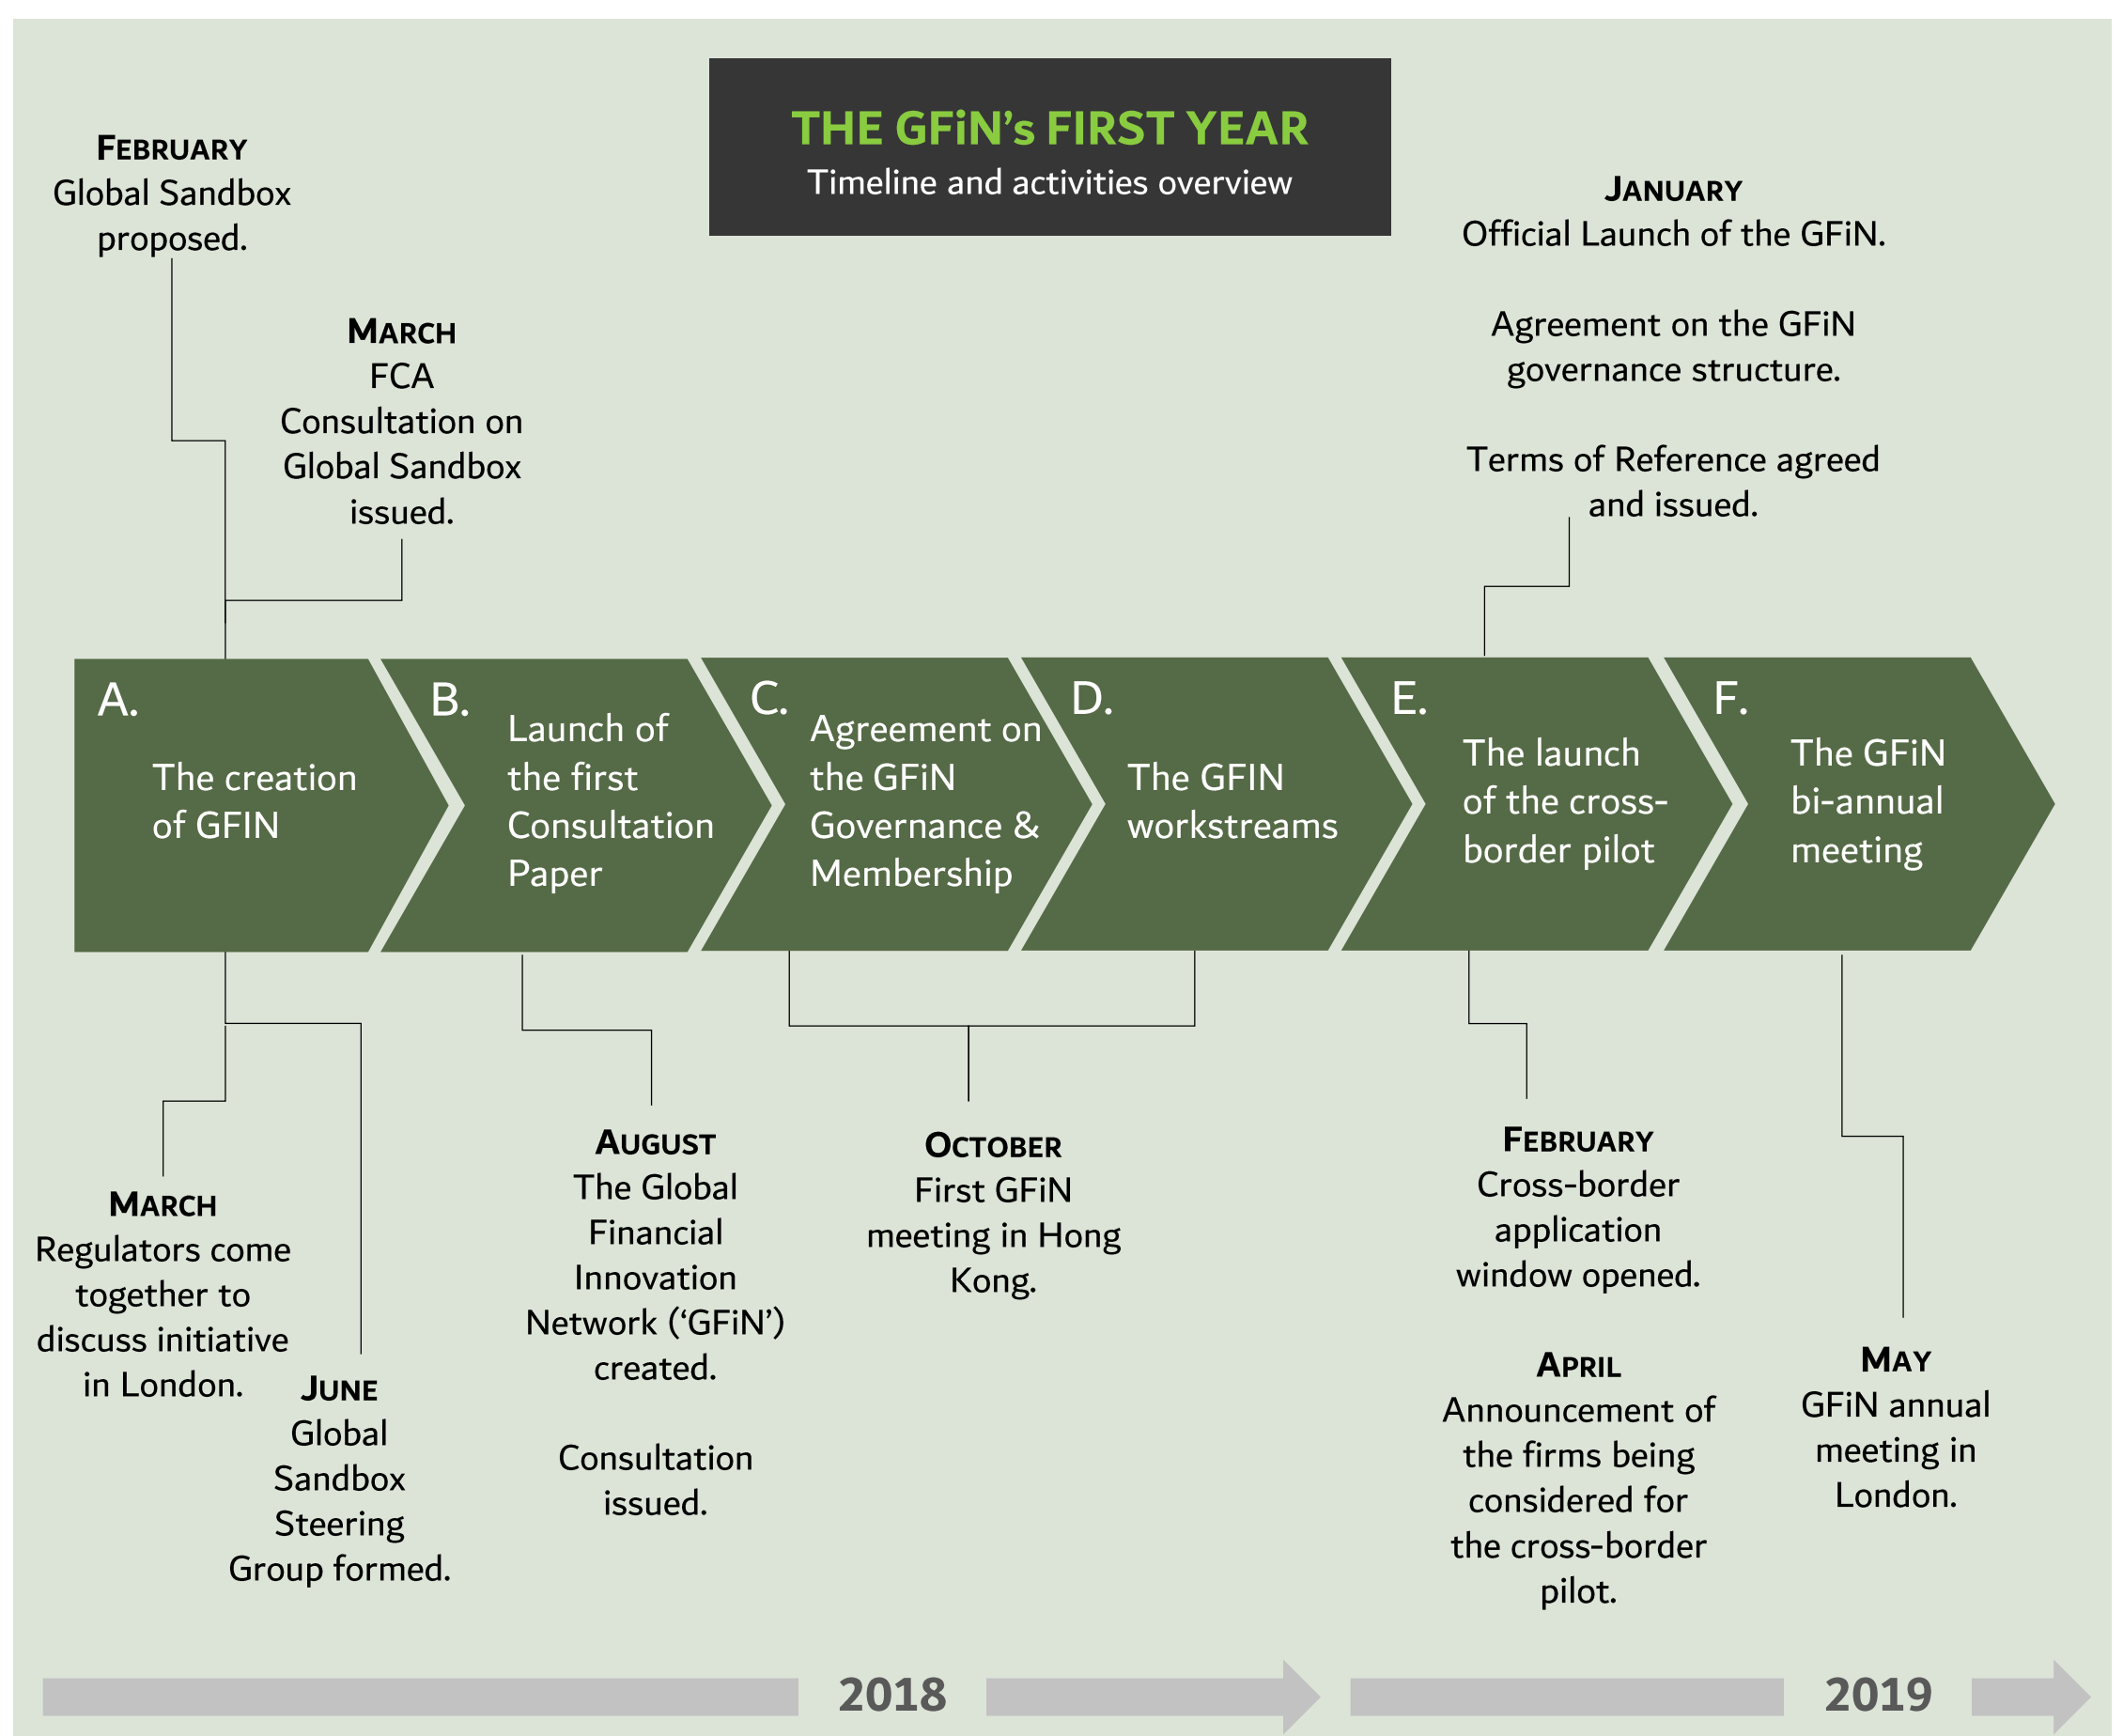 THE GFiN’s FIRST YEAR
Timeline and activities overview
FEBRUARY
Global Sandbox
proposed.
MARCH
FCA
Consultation on
Global Sandbox
issued.
JANUARY
Official Launch of the GFiN.
Agreement on the GFiN
governance structure.
Terms of Reference agreed
and issued.
A.
The creation
of GFIN
B.
Launch of
the first
Consultation
Paper
C.
Agreement on
the GFiN
Governance &
Membership
D.
The GFIN
workstreams
E.
The launch
of the cross-
border pilot
F.
The GFiN
bi-annual
meeting
MARCH
Regulators come
together to
discuss initiative
in London.
JUNE
Global
Sandbox
Steering
Group formed.
AUGUST
The Global
Financial
Innovation
Network (‘GFiN’)
created.
Consultation
issued.
OCTOBER
First GFiN
meeting in Hong
Kong.
FEBRUARY
Cross-border
application
window opened.
APRIL
Announcement of
the firms being
considered for
the cross-border
pilot.
MAY
GFiN annual
meeting in
London.
2018
2019